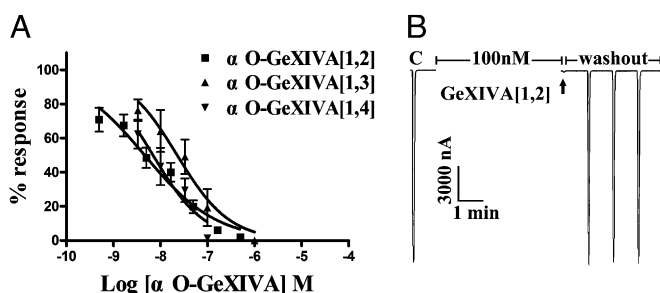 A
α O-GeXIVA[1,2]
α O-GeXIVA[1,3]
α O-GeXIVA[1,4]
% response
100
80
60
40
20
0
-10 -9 -8 -7 -6 -5 -4
Log [α O-GeXIVA] M
B
C 100nM washout
GeXIVA[1,2]
3000 nA
1 min